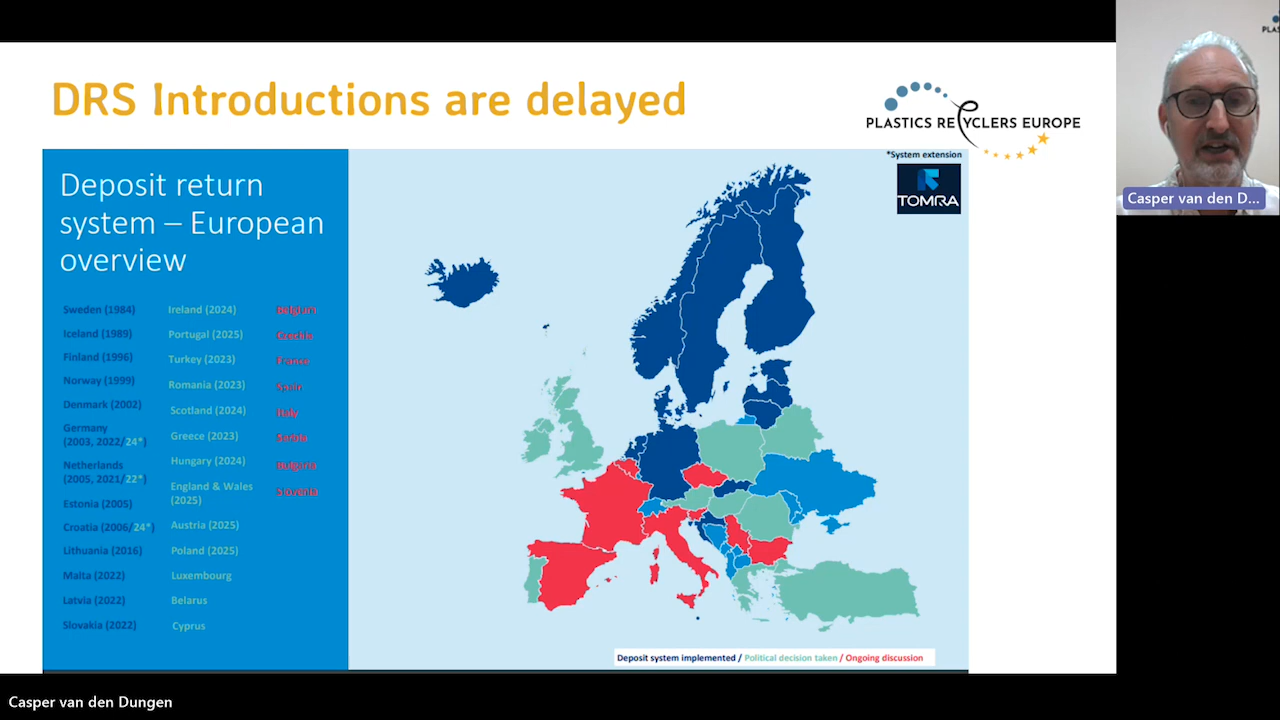 DRS Introductions are delayed
PLASTICS RECYCLERS EUROPE
PLAS
Casper van den D...
Deposit return
system – European
overview
*System extension
TOMRA
Sweden (1984)
Iceland (1989)
Finland (1996)
Norway (1999)
Denmark (2002)
Germany
(2003, 2022/24*)
Netherlands
(2005, 2021/22*)
Estonia (2005)
Croatia (2006/24*)
Lithuania (2016)
Malta (2022)
Latvia (2022)
Slovakia (2022)
Ireland (2024)
Portugal (2025)
Turkey (2023)
Romania (2023)
Scotland (2024)
Greece (2023)
Hungary (2024)
England & Wales
(2025)
Austria (2025)
Poland (2025)
Luxembourg
Belarus
Cyprus
Belgium
Czechia
France
Spain
Italy
Serbia
Bulgaria
Slovenia
Deposit system implemented / Political decision taken / Ongoing discussion
Casper van den Dungen